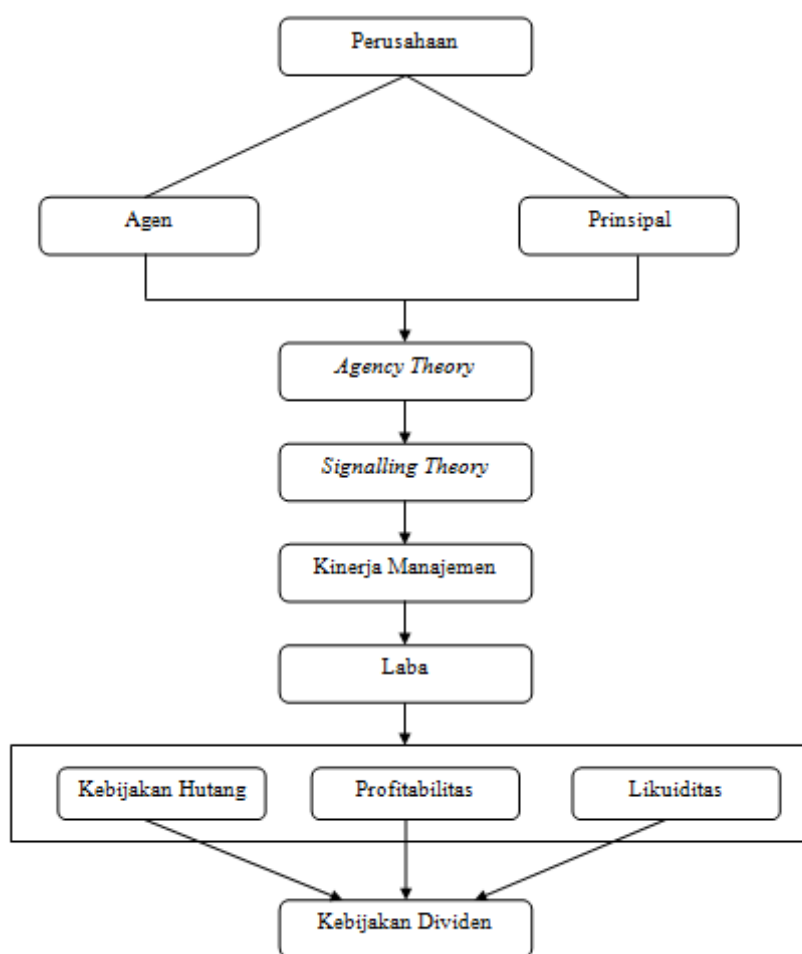 Perusahaan
Agen
Prinsipal
Agency Theory
Signalling Theory
Kinerja Manajemen
Laba
Kebijakan Hutang
Profitabilitas
Likuiditas
Kebijakan Dividen